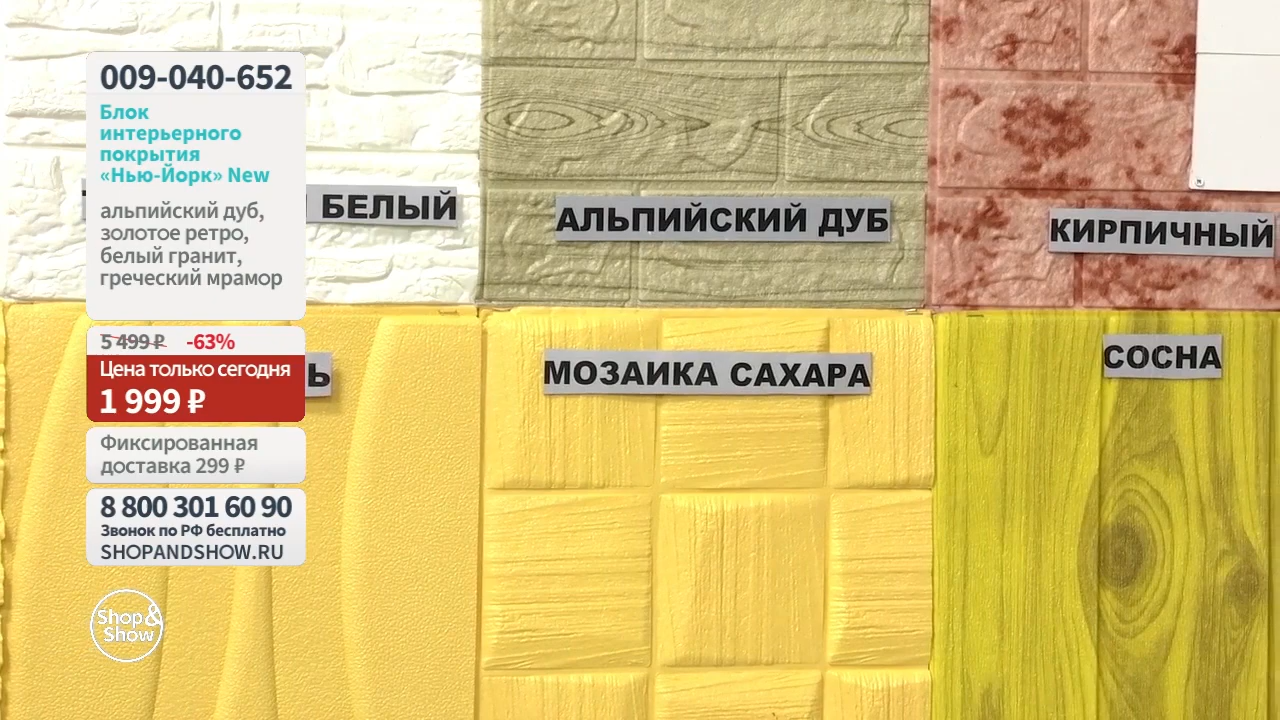 009-040-652
Блок
интерьерного
покрытия
«Нью-Йорк» New
альпийский дуб,
золотое ретро,
белый гранит,
греческий мрамор
5 499 ₽ -63%
Цена только сегодня
1 999 ₽
Фиксированная
доставка 299 ₽
8 800 301 60 90
Звонок по РФ бесплатно
SHOPANDSHOW.RU
Shop&
Show
БЕЛЫЙ
АЛЬПИЙСКИЙ ДУБ
КИРПИЧНЫЙ
МОЗАИКА САХАРА
СОСНА